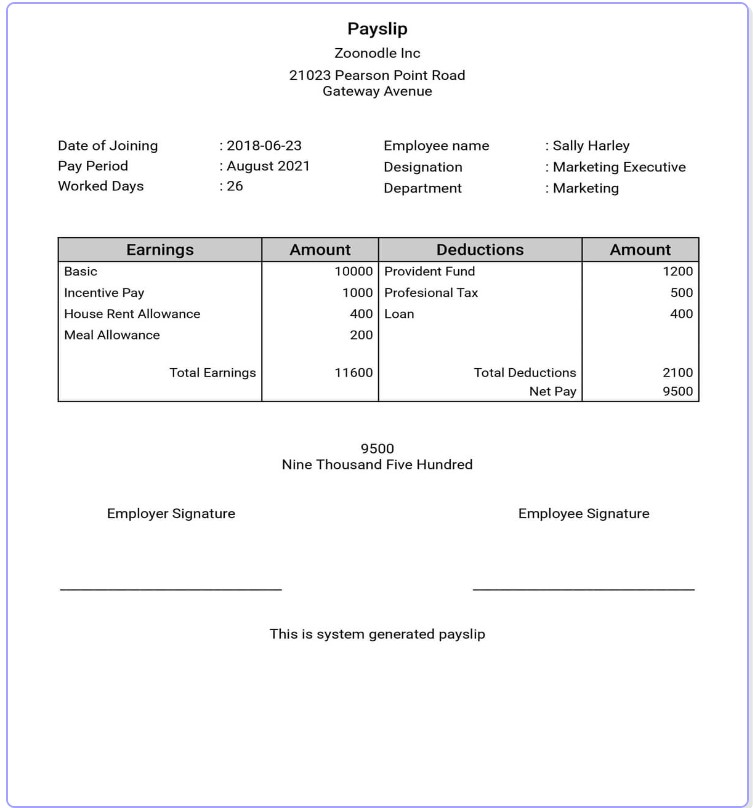 Payslip
Zoonodle Inc
21023 Pearson Point Road
Gateway Avenue
Date of Joining : 2018-06-23 Employee name : Sally Harley
Pay Period : August 2021 Designation : Marketing Executive
Worked Days : 26 Department : Marketing
Earnings Amount Deductions Amount
Basic 10000 Provident Fund 1200
Incentive Pay 1000 Profesional Tax 500
House Rent Allowance 400 Loan 400
Meal Allowance 200
Total Earnings 11600 Total Deductions 2100
Net Pay 9500
9500
Nine Thousand Five Hundred
Employer Signature Employee Signature
This is system generated payslip